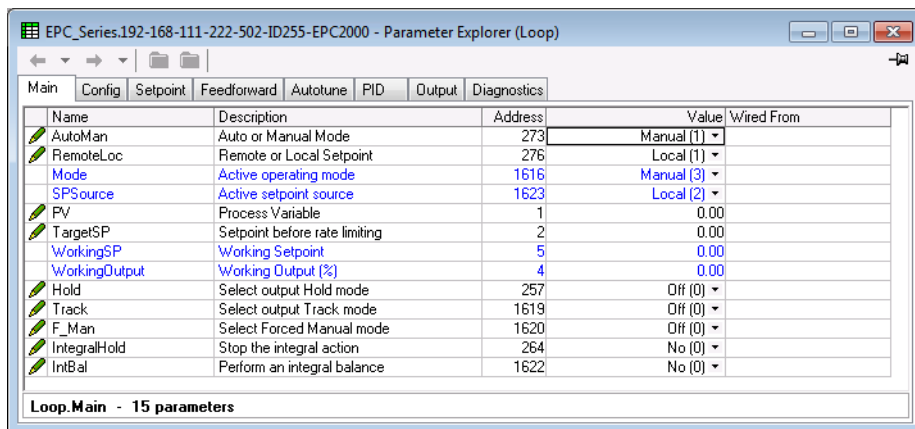 EPC_Series.192-168-111-222-502-ID255-EPC2000 - Parameter Explorer (Loop)
Main Config Setpoint Feedforward Autotune PID Output Diagnostics
Name Description Address Value Wired From
AutoMan Auto or Manual Mode 273 Manual (1)
RemoteLoc Remote or Local Setpoint 276 Local (1)
Mode Active operating mode 1616 Manual (3)
SPSource Active setpoint source 1623 Local (2)
PV Process Variable 1 0.00
TargetSP Setpoint before rate limiting 2 0.00
WorkingSP Working Setpoint 5 0.00
WorkingOutput Working Output (%) 4 0.00
Hold Select output Hold mode 257 Off (0)
Track Select output Track mode 1619 Off (0)
F_Man Select Forced Manual mode 1620 Off (0)
IntegralHold Stop the integral action 264 No (0)
IntBal Perform an integral balance 1622 No (0)
Loop.Main - 15 parameters